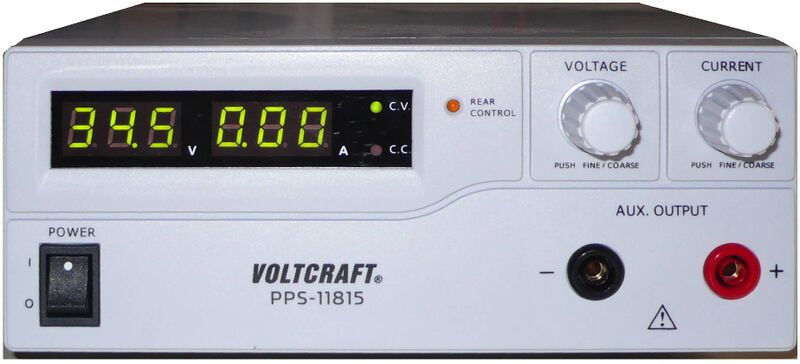 VOLTAGE
CURRENT
34.5 V 0.00 A
C.V.
C.C.
REAR
CONTROL
PUSH FINE / COARSE
PUSH FINE / COARSE
AUX. OUTPUT
POWER
I
O
VOLTCRAFT®
PPS-11815
− +